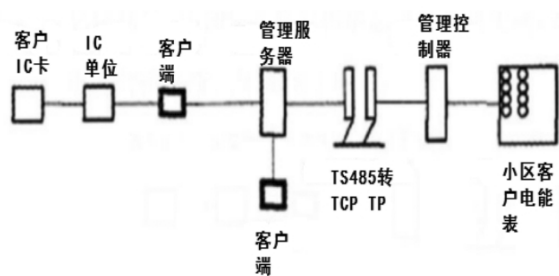 客户
IC卡
IC
单位
客户
端
管理服
务器
客户
端
TS485转
TCP TP
管理控
制器
小区客
户电能
表